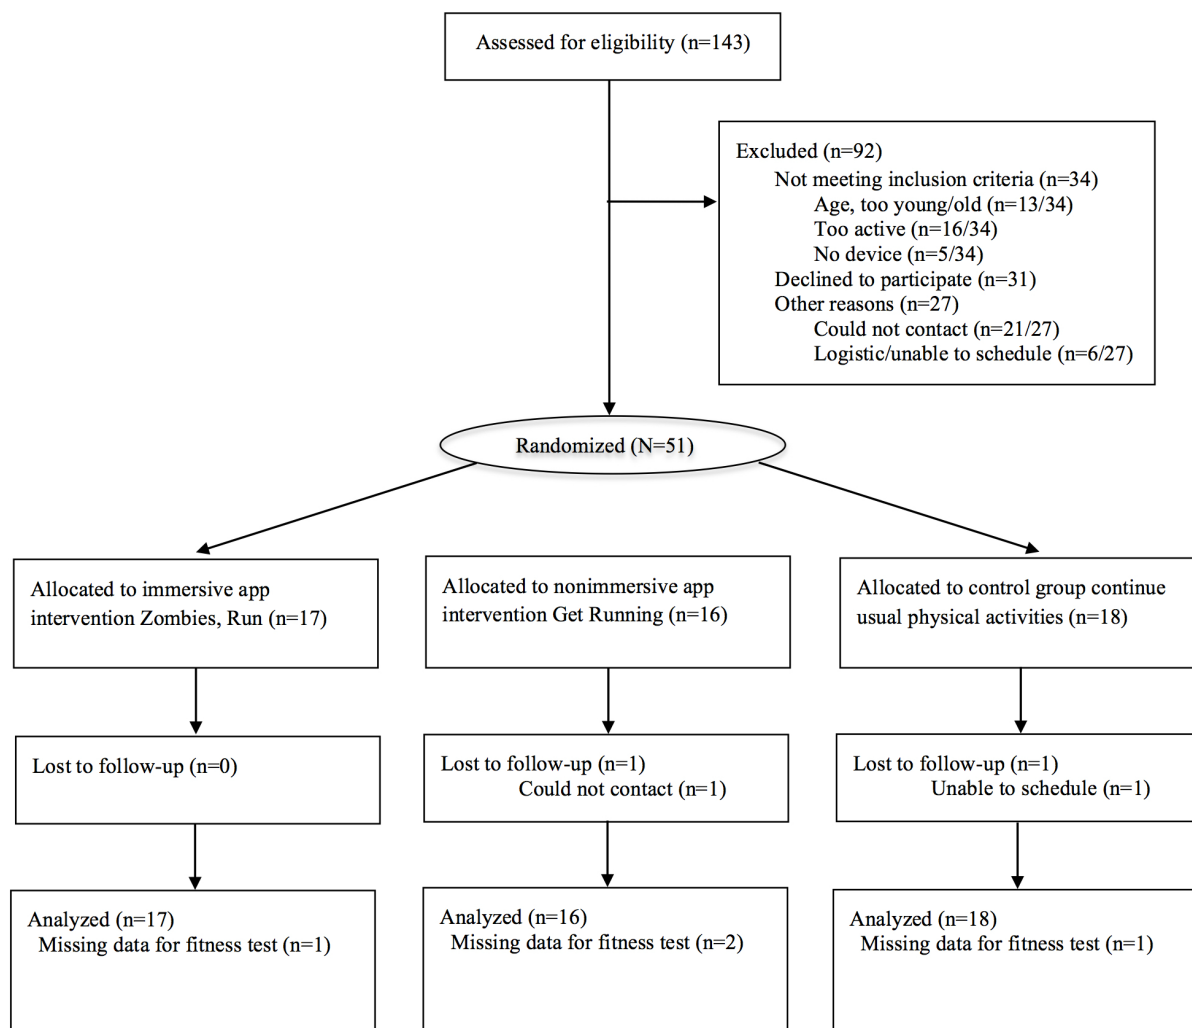 Assessed for eligibility (n=143)
Excluded (n=92)
Not meeting inclusion criteria (n=34)
Age, too young/old (n=13/34)
Too active (n=16/34)
No device (n=5/34)
Declined to participate (n=31)
Other reasons (n=27)
Could not contact (n=21/27)
Logistic/unable to schedule (n=6/27)
Randomized (N=51)
Allocated to immersive app
intervention Zombies, Run (n=17)
Allocated to nonimmersive app
intervention Get Running (n=16)
Allocated to control group continue
usual physical activities (n=18)
Lost to follow-up (n=0)
Lost to follow-up (n=1)
Could not contact (n=1)
Lost to follow-up (n=1)
Unable to schedule (n=1)
Analyzed (n=17)
Missing data for fitness test (n=1)
Analyzed (n=16)
Missing data for fitness test (n=2)
Analyzed (n=18)
Missing data for fitness test (n=1)